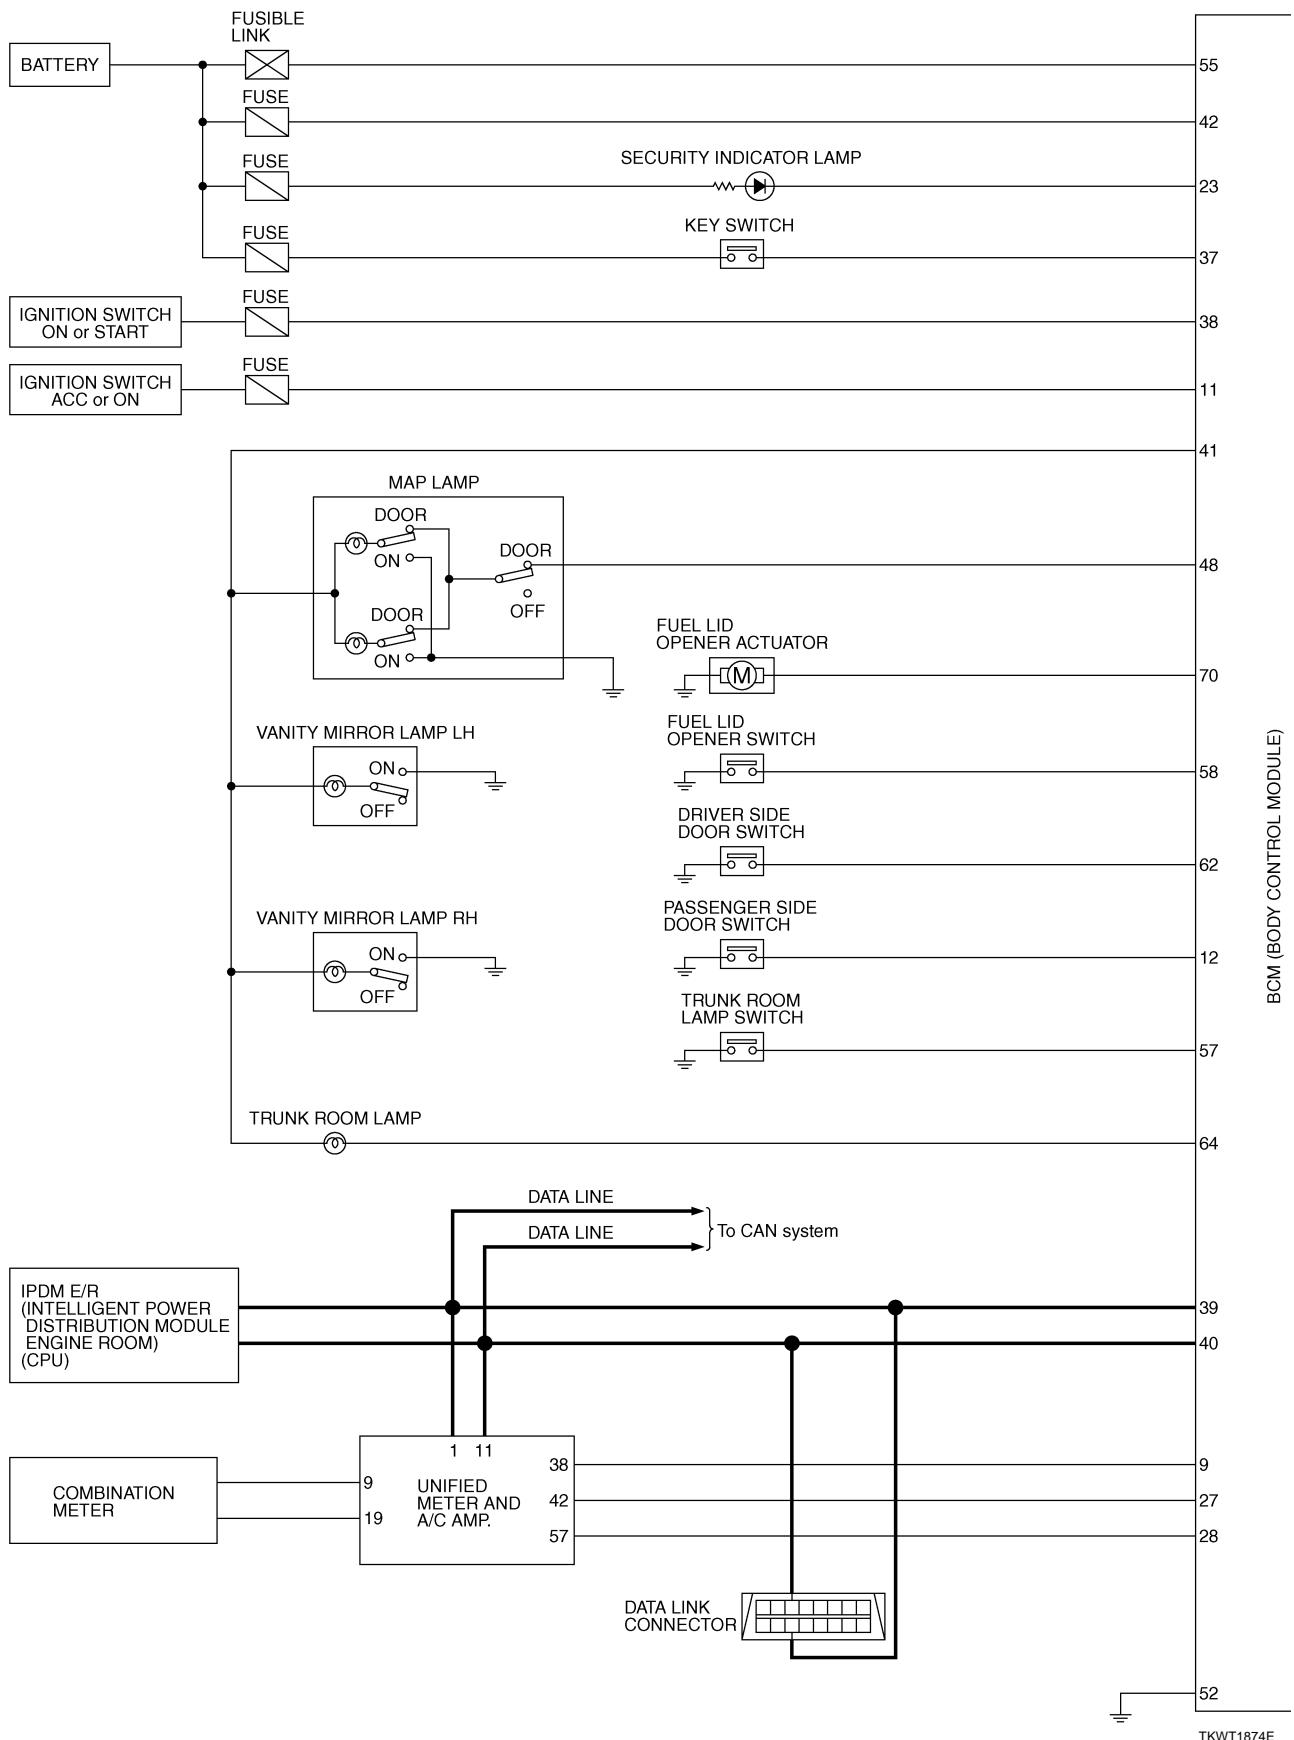 FUSIBLE
LINK
BATTERY
55
FUSE
42
FUSE
SECURITY INDICATOR LAMP
23
FUSE
KEY SWITCH
37
FUSE
IGNITION SWITCH
ON or START
38
FUSE
IGNITION SWITCH
ACC or ON
11
41
MAP LAMP
DOOR
ON
DOOR
48
OFF
DOOR
ON
FUEL LID
OPENER ACTUATOR
M
70
VANITY MIRROR LAMP LH
ON
OFF
FUEL LID
OPENER SWITCH
58
DRIVER SIDE
DOOR SWITCH
62
VANITY MIRROR LAMP RH
ON
OFF
PASSENGER SIDE
DOOR SWITCH
12
TRUNK ROOM
LAMP SWITCH
57
BCM (BODY CONTROL MODULE)
TRUNK ROOM LAMP
64
DATA LINE
DATA LINE
To CAN system
IPDM E/R
(INTELLIGENT POWER
DISTRIBUTION MODULE
ENGINE ROOM)
(CPU)
39
40
COMBINATION
METER
1 11
9
19
UNIFIED
METER AND
A/C AMP.
38
42
57
9
27
28
DATA LINK
CONNECTOR
52
TKWT1874E